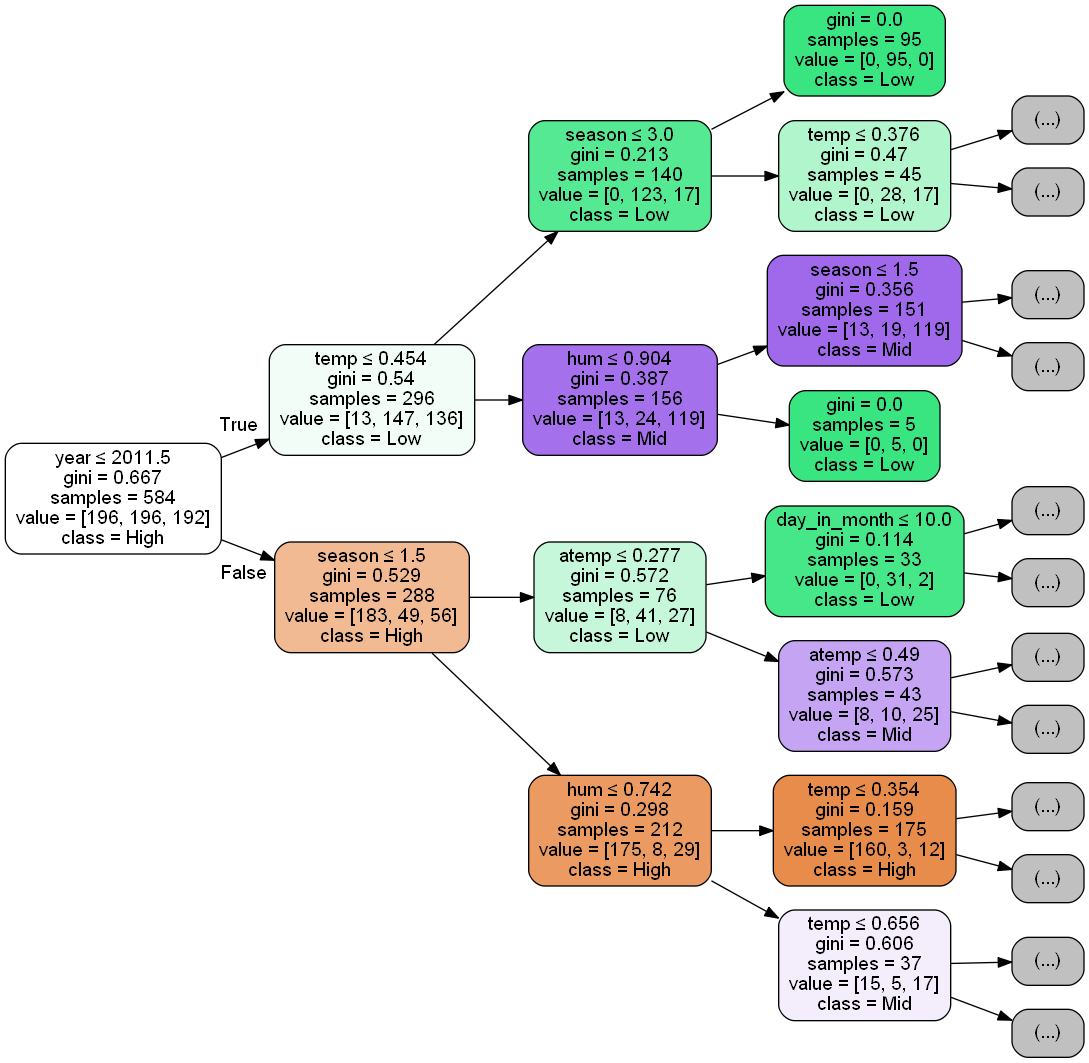 year ≤ 2011.5
gini = 0.667
samples = 584
value = [196, 196, 192]
class = High
True
False
temp ≤ 0.454
gini = 0.54
samples = 296
value = [13, 147, 136]
class = Low
season ≤ 1.5
gini = 0.529
samples = 288
value = [183, 49, 56]
class = High
season ≤ 3.0
gini = 0.213
samples = 140
value = [0, 123, 17]
class = Low
hum ≤ 0.904
gini = 0.387
samples = 156
value = [13, 24, 119]
class = Mid
atemp ≤ 0.277
gini = 0.572
samples = 76
value = [8, 41, 27]
class = Low
hum ≤ 0.742
gini = 0.298
samples = 212
value = [175, 8, 29]
class = High
gini = 0.0
samples = 95
value = [0, 95, 0]
class = Low
temp ≤ 0.376
gini = 0.47
samples = 45
value = [0, 28, 17]
class = Low
season ≤ 1.5
gini = 0.356
samples = 151
value = [13, 19, 119]
class = Mid
gini = 0.0
samples = 5
value = [0, 5, 0]
class = Low
day_in_month ≤ 10.0
gini = 0.114
samples = 33
value = [0, 31, 2]
class = Low
atemp ≤ 0.49
gini = 0.573
samples = 43
value = [8, 10, 25]
class = Mid
temp ≤ 0.354
gini = 0.159
samples = 175
value = [160, 3, 12]
class = High
temp ≤ 0.656
gini = 0.606
samples = 37
value = [15, 5, 17]
class = Mid
(...)
(...)
(...)
(...)
(...)
(...)
(...)
(...)
(...)
(...)
(...)
(...)